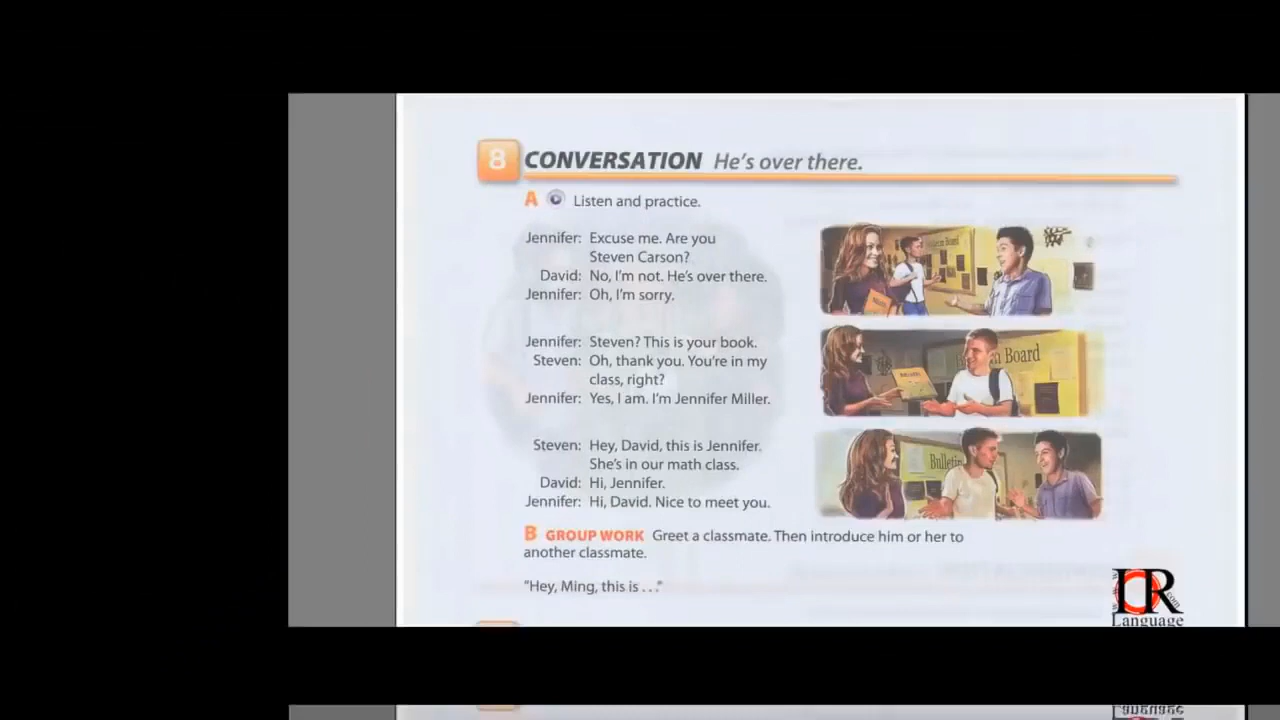 8 CONVERSATION He's over there.
A Listen and practice.
Jennifer: Excuse me. Are you
Steven Carson?
David: No, I'm not. He's over there.
Jennifer: Oh, I'm sorry.
Jennifer: Steven? This is your book.
Steven: Oh, thank you. You're in my
class, right?
Jennifer: Yes, I am. I'm Jennifer Miller.
Steven: Hey, David, this is Jennifer.
She's in our math class.
David: Hi, Jennifer.
Jennifer: Hi, David. Nice to meet you.
Board
Board
Bulletin
B GROUP WORK Greet a classmate. Then introduce him or her to
another classmate.
"Hey, Ming, this is . . ."
Language